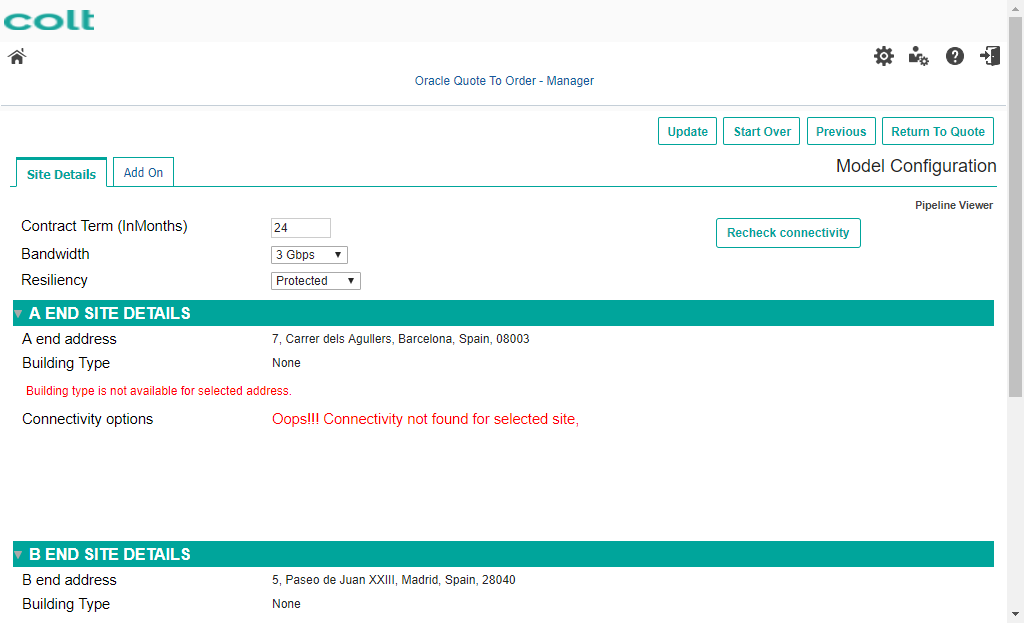 colt
Oracle Quote To Order - Manager
Update
Start Over
Previous
Return To Quote
Site Details
Add On
Model Configuration
Pipeline Viewer
Contract Term (InMonths)
24
Recheck connectivity
Bandwidth
3 Gbps
Resiliency
Protected
A END SITE DETAILS
A end address
7, Carrer dels Agullers, Barcelona, Spain, 08003
Building Type
None
Building type is not available for selected address.
Connectivity options
Oops!!! Connectivity not found for selected site,
B END SITE DETAILS
B end address
5, Paseo de Juan XXIII, Madrid, Spain, 28040
Building Type
None